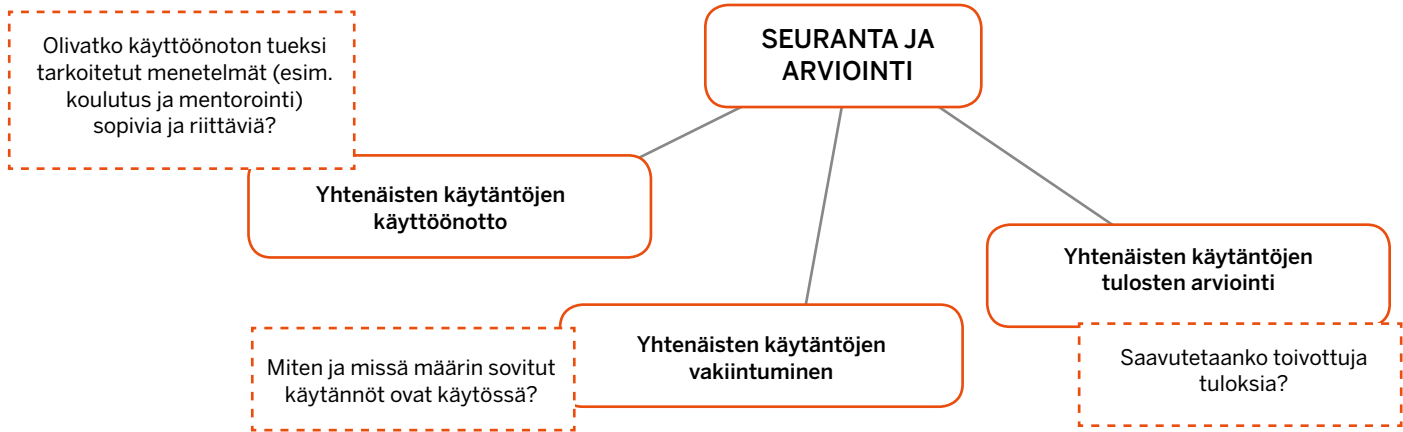 SEURANTA JA
ARVIOINTI
Olivatko käyttöönoton tueksi
tarkoitetut menetelmät (esim.
koulutus ja mentorointi)
sopivia ja riittäviä?
Yhtenäisten käytäntöjen
käyttöönotto
Miten ja missä määrin sovitut
käytännöt ovat käytössä?
Yhtenäisten käytäntöjen
vakiintuminen
Yhtenäisten käytäntöjen
tulosten arviointi
Saavutetaanko toivottuja
tuloksia?